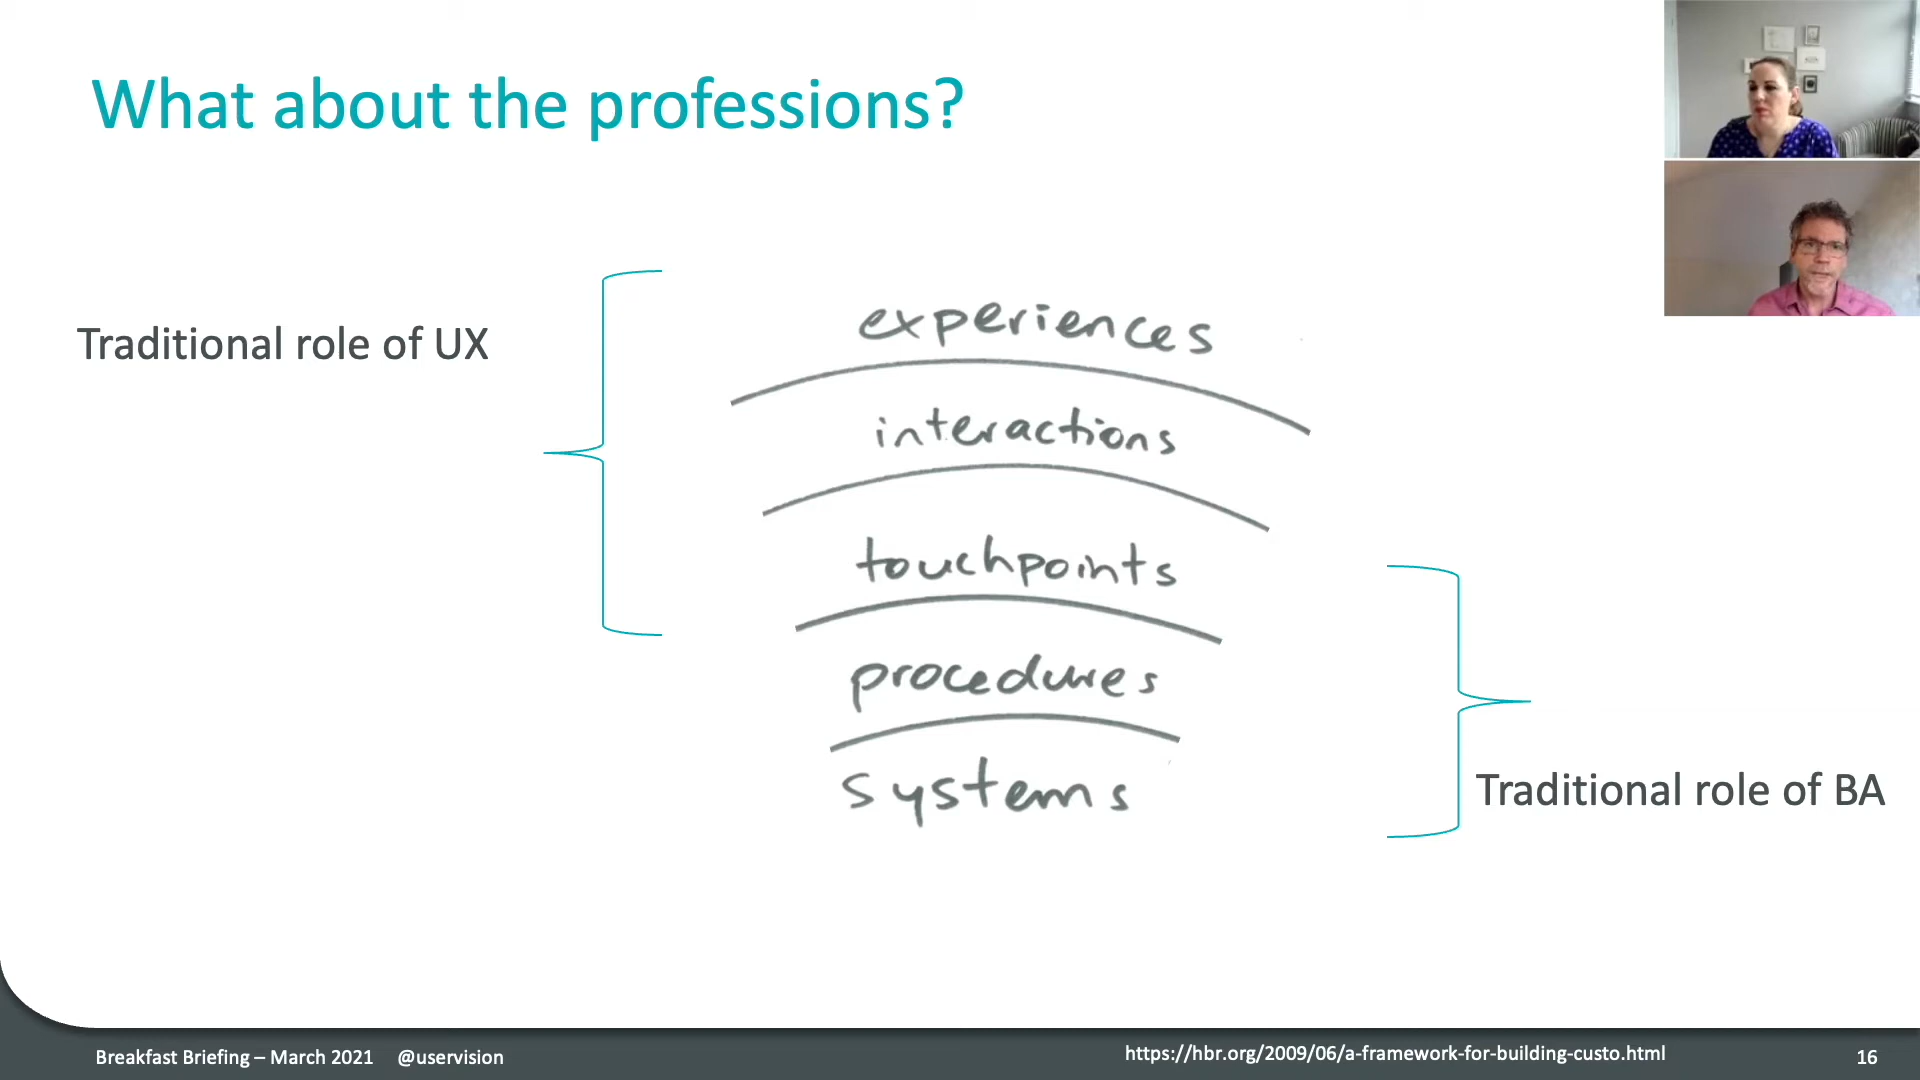 What about the professions?
Traditional role of UX
experiences
interactions
touchpoints
procedures
systems
Traditional role of BA
Breakfast Briefing – March 2021 @uservision
https://hbr.org/2009/06/a-framework-for-building-custo.html
16